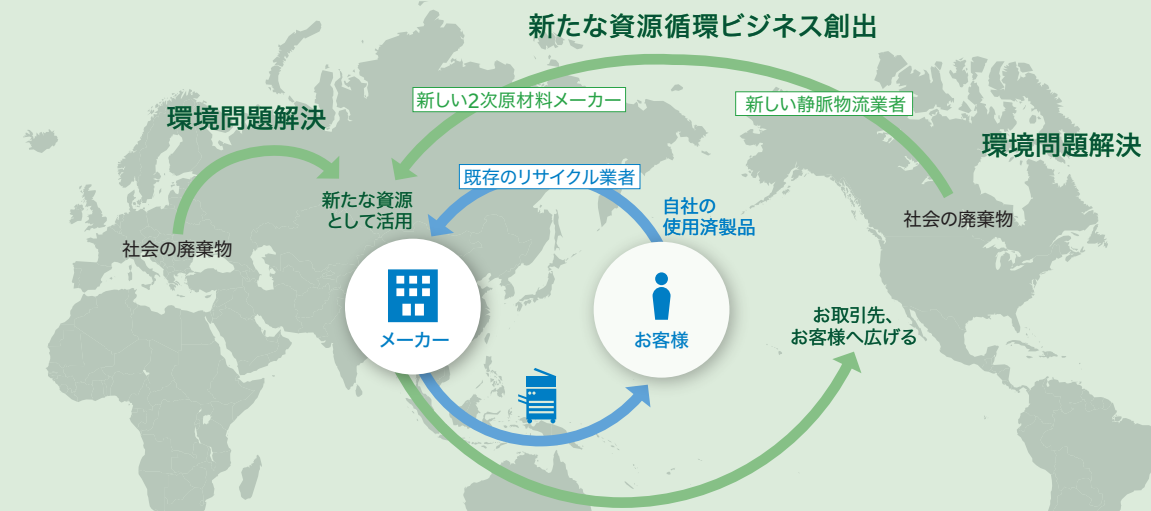 新たな資源循環ビジネス創出
新しい2次原材料メーカー
新しい静脈物流業者
環境問題解決
環境問題解決
既存のリサイクル業者
新たな資源
として活用
自社の
使用済製品
社会の廃棄物
社会の廃棄物
メーカー
お客様
お取引先、
お客様へ広げる